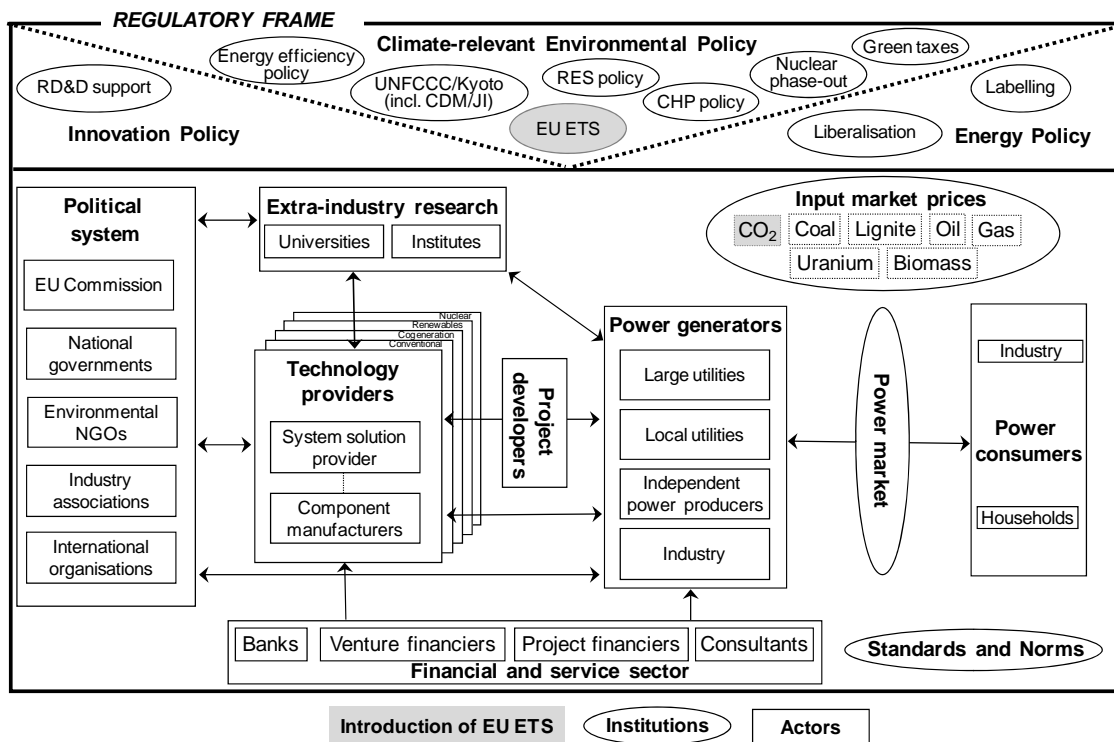 REGULATORY FRAME
Climate-relevant Environmental Policy
Green taxes
Energy efficiency
policy
Nuclear
phase-out
RD&D support
UNFCCC/Kyoto
(incl. CDM/JI)
RES policy
CHP policy
Labelling
EU ETS
Innovation Policy
Liberalisation
Energy Policy
Political
system
EU Commission
National
governments
Environmental
NGOs
Industry
associations
International
organisations
Extra-industry research
Universities
Institutes
Input market prices
CO₂
Coal
Lignite
Oil
Gas
Uranium
Biomass
Nuclear
Renewables
Cogeneration
Conventional
Technology
providers
System solution
provider
Component
manufacturers
Project
developers
Power generators
Large utilities
Local utilities
Independent
power producers
Industry
Power market
Industry
Power
consumers
Households
Banks
Venture financiers
Project financiers
Consultants
Financial and service sector
Standards and Norms
Introduction of EU ETS
Institutions
Actors